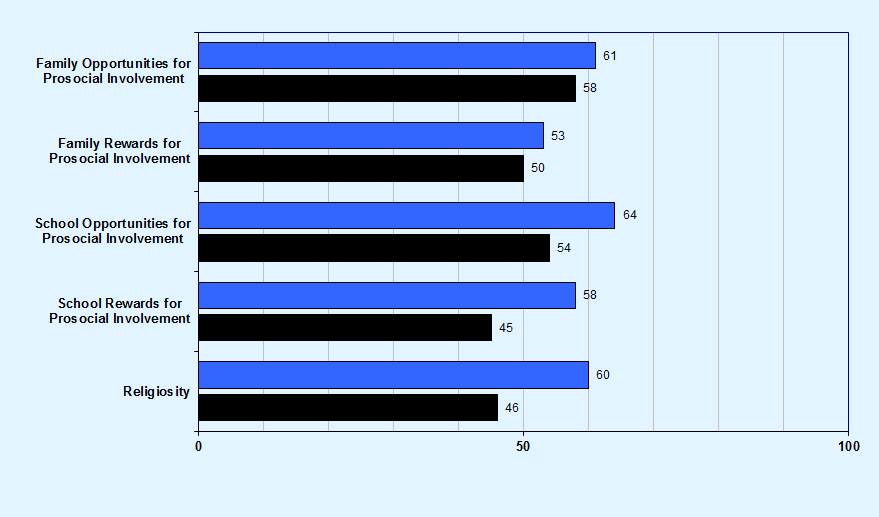 Family Opportunities for
Prosocial Involvement
61
58
Family Rewards for
Prosocial Involvement
53
50
School Opportunities for
Prosocial Involvement
64
54
School Rewards for
Prosocial Involvement
58
45
Religiosity
60
46
0 50 100